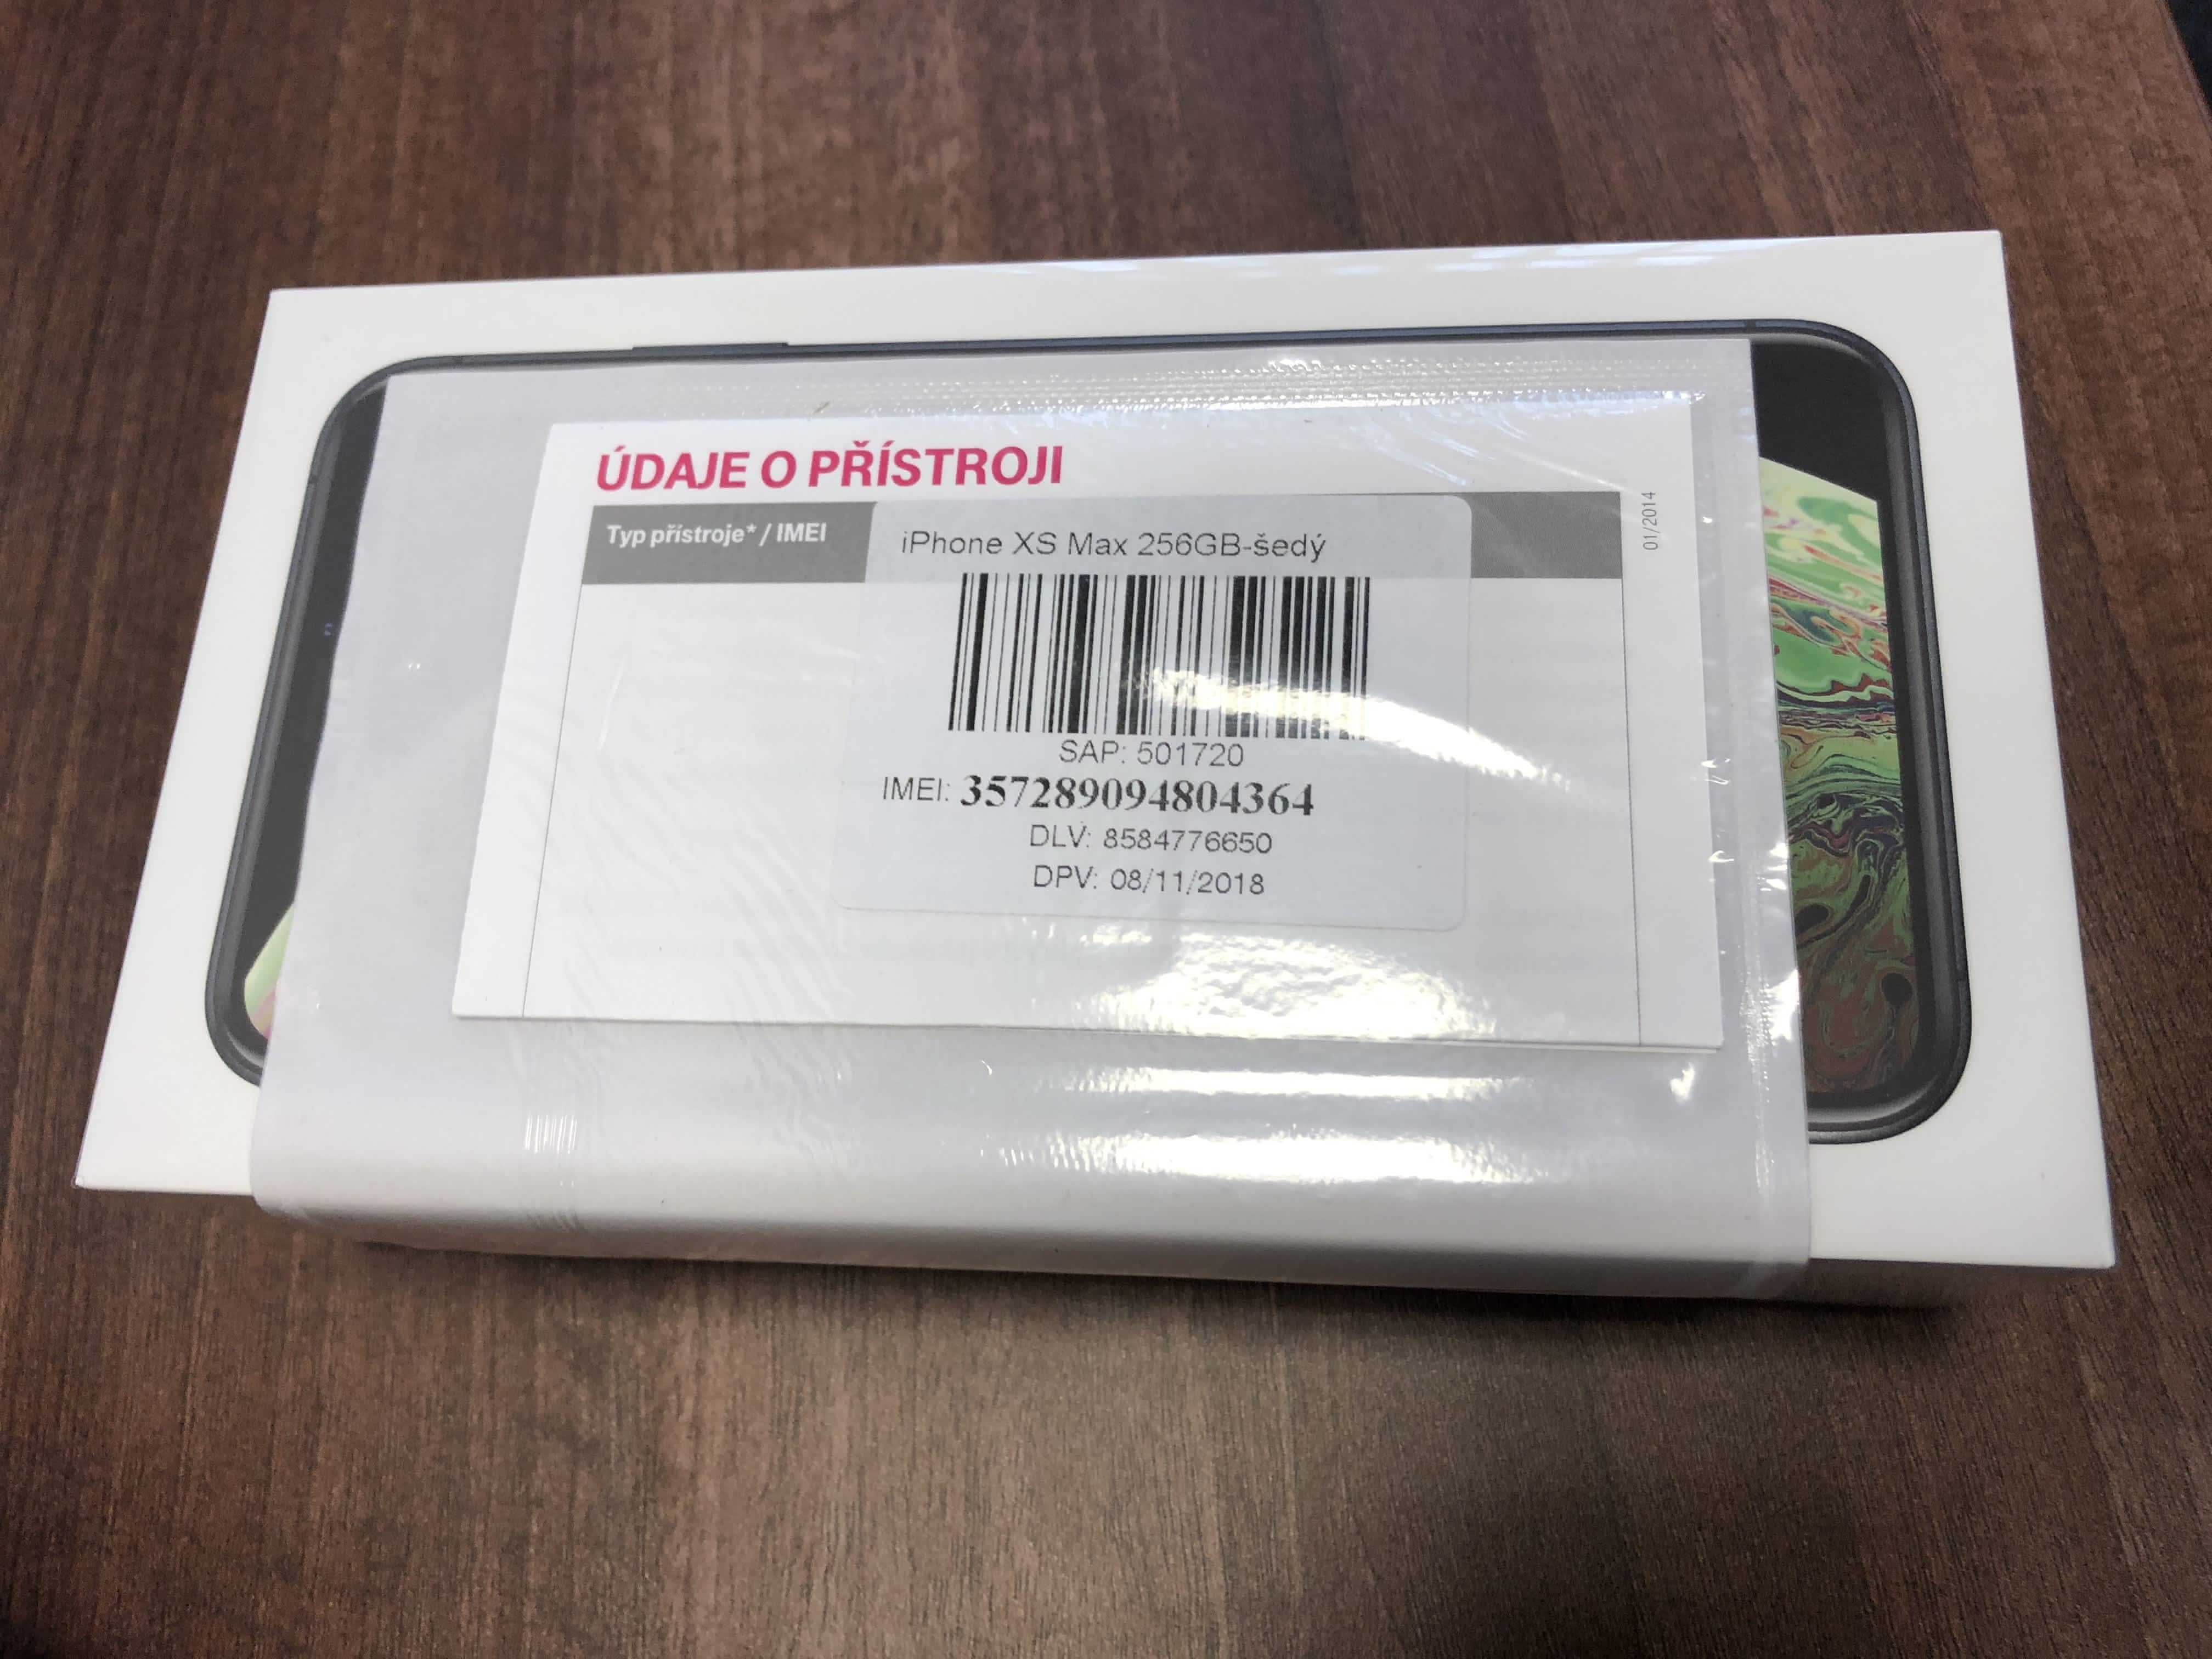 ÚDAJE O PŘÍSTROJI
Typ přístroje* / IMEI
iPhone XS Max 256GB-šedý
01/2014
SAP: 501720
IMEI: 357289094804364
DLV: 8584776650
DPV: 08/11/2018